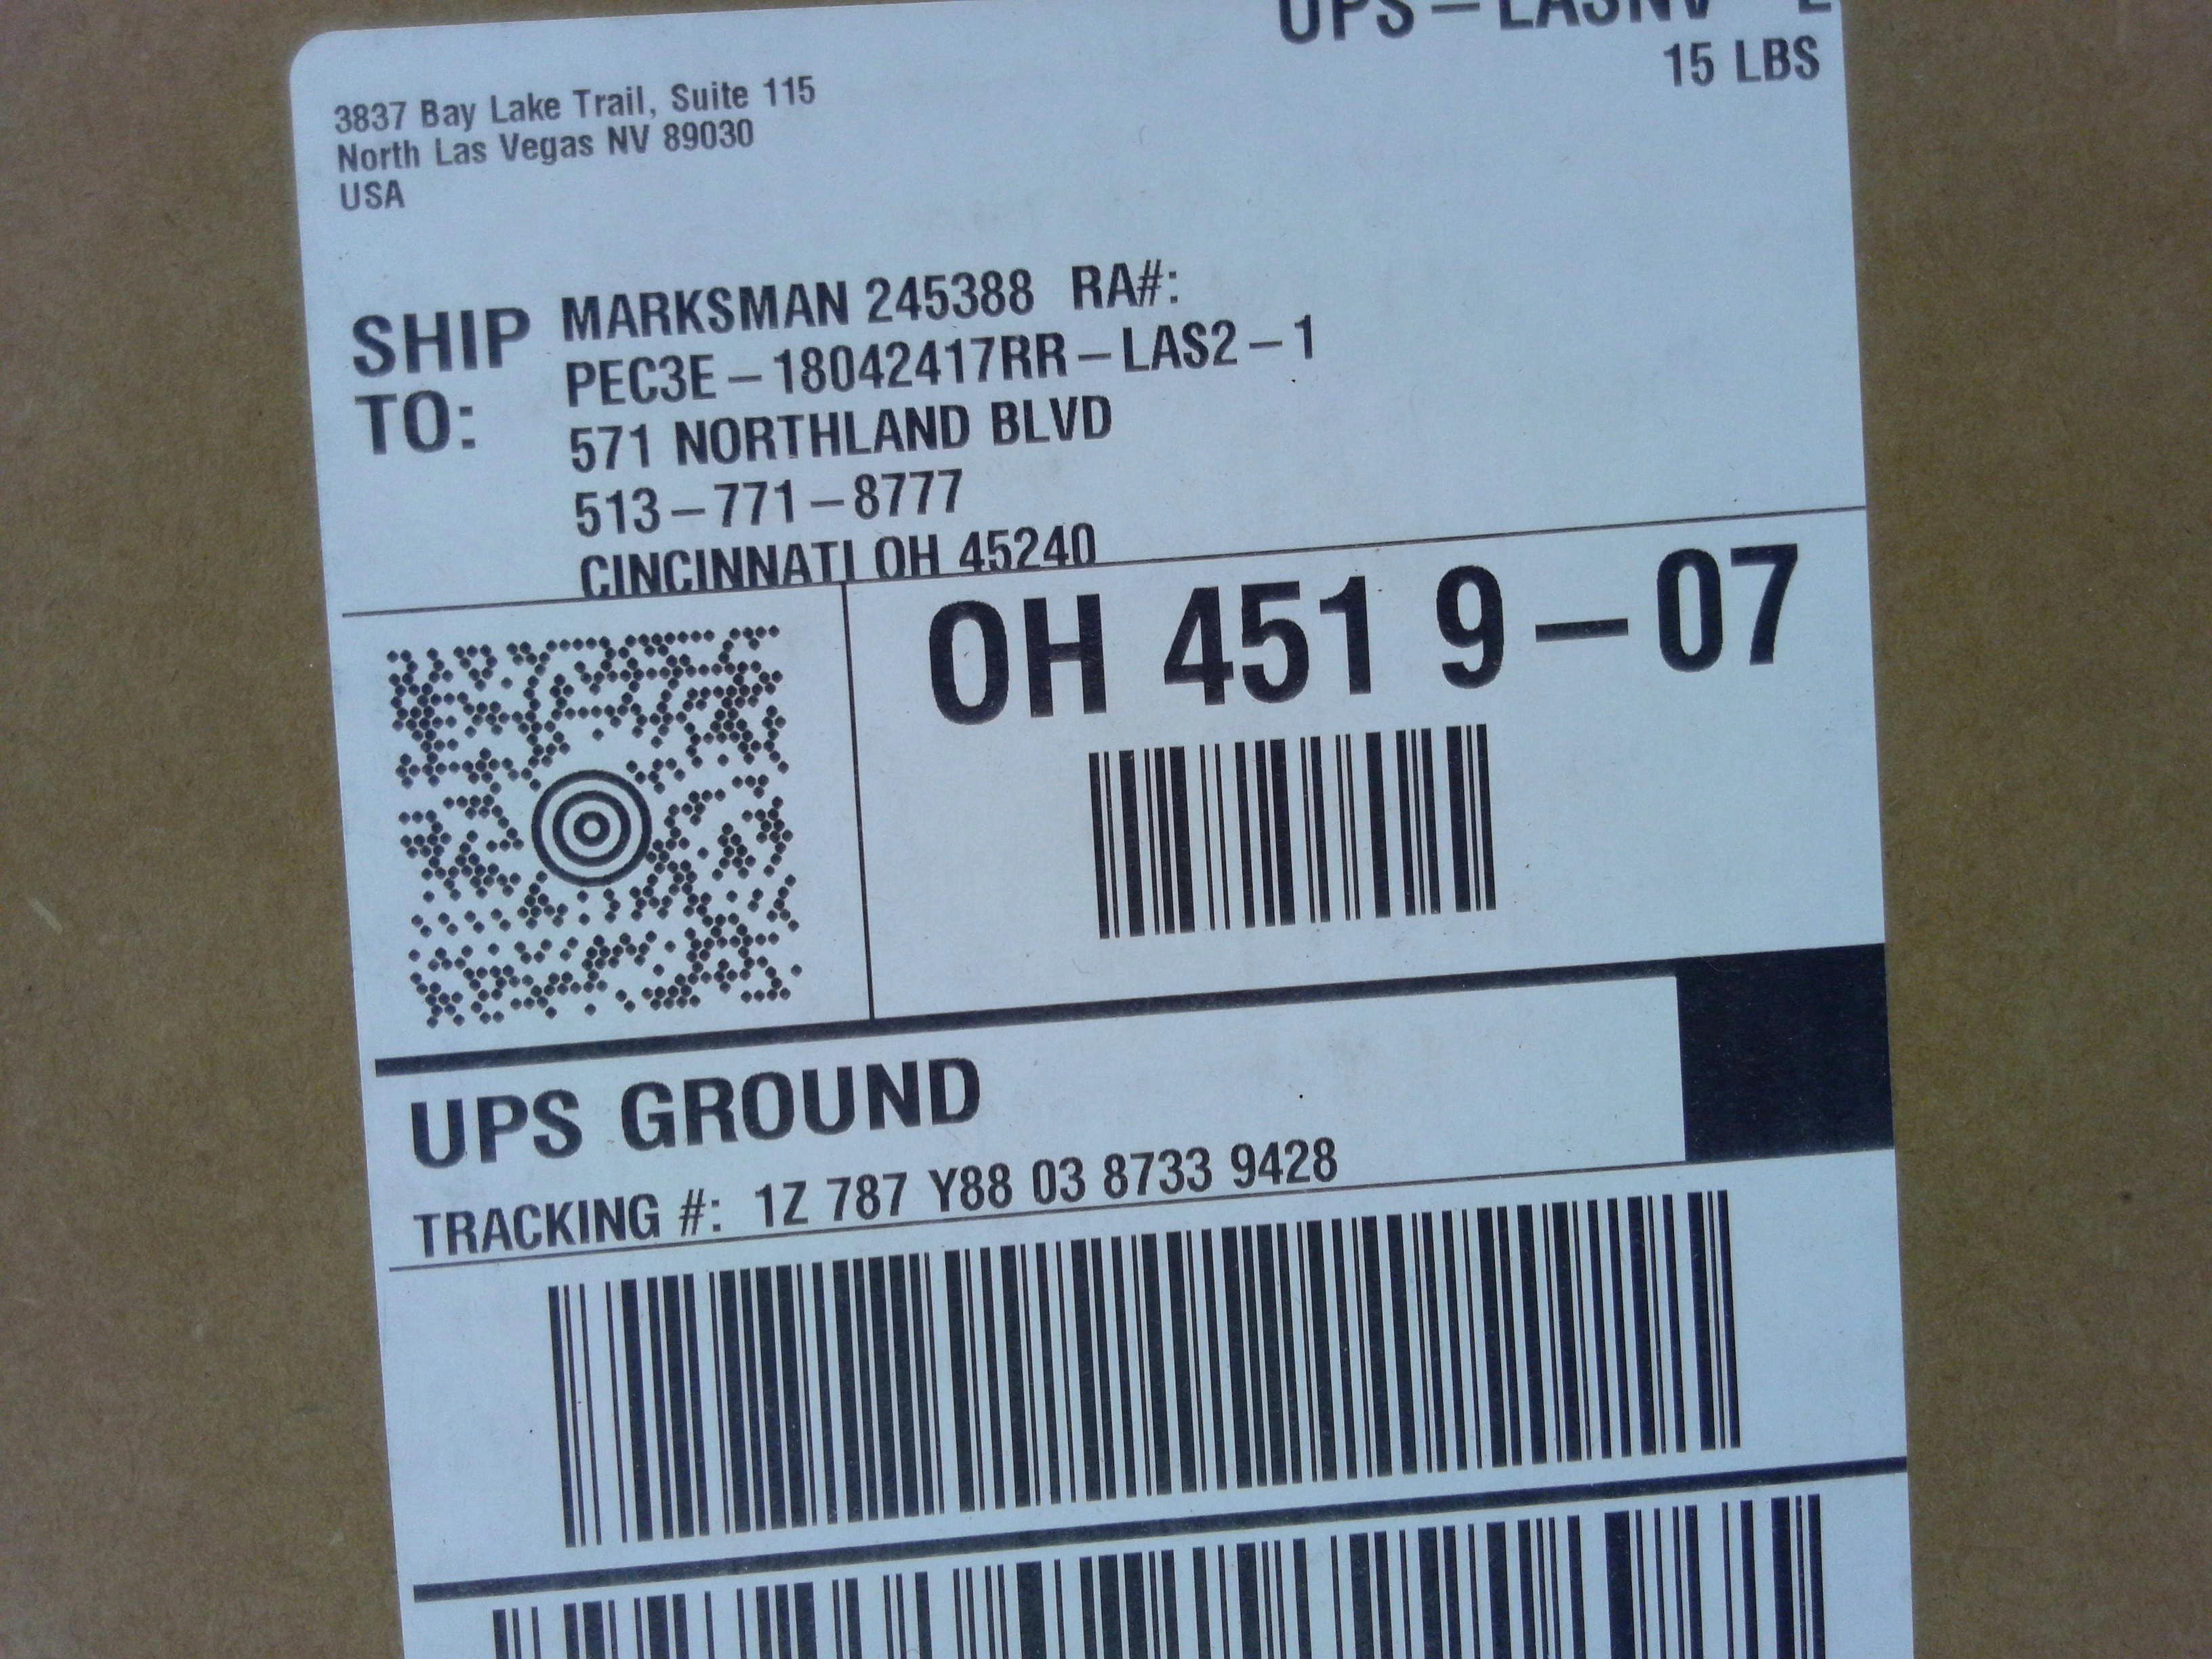 UPS – LASNV
15 LBS
3837 Bay Lake Trail, Suite 115
North Las Vegas NV 89030
USA
SHIP TO:
MARKSMAN 245388 RA#:
PEC3E – 18042417RR – LAS2 – 1
571 NORTHLAND BLVD
513 – 771 – 8777
CINCINNATI OH 45240
OH 451 9 – 07
UPS GROUND
TRACKING #: 1Z 787 Y88 03 8733 9428